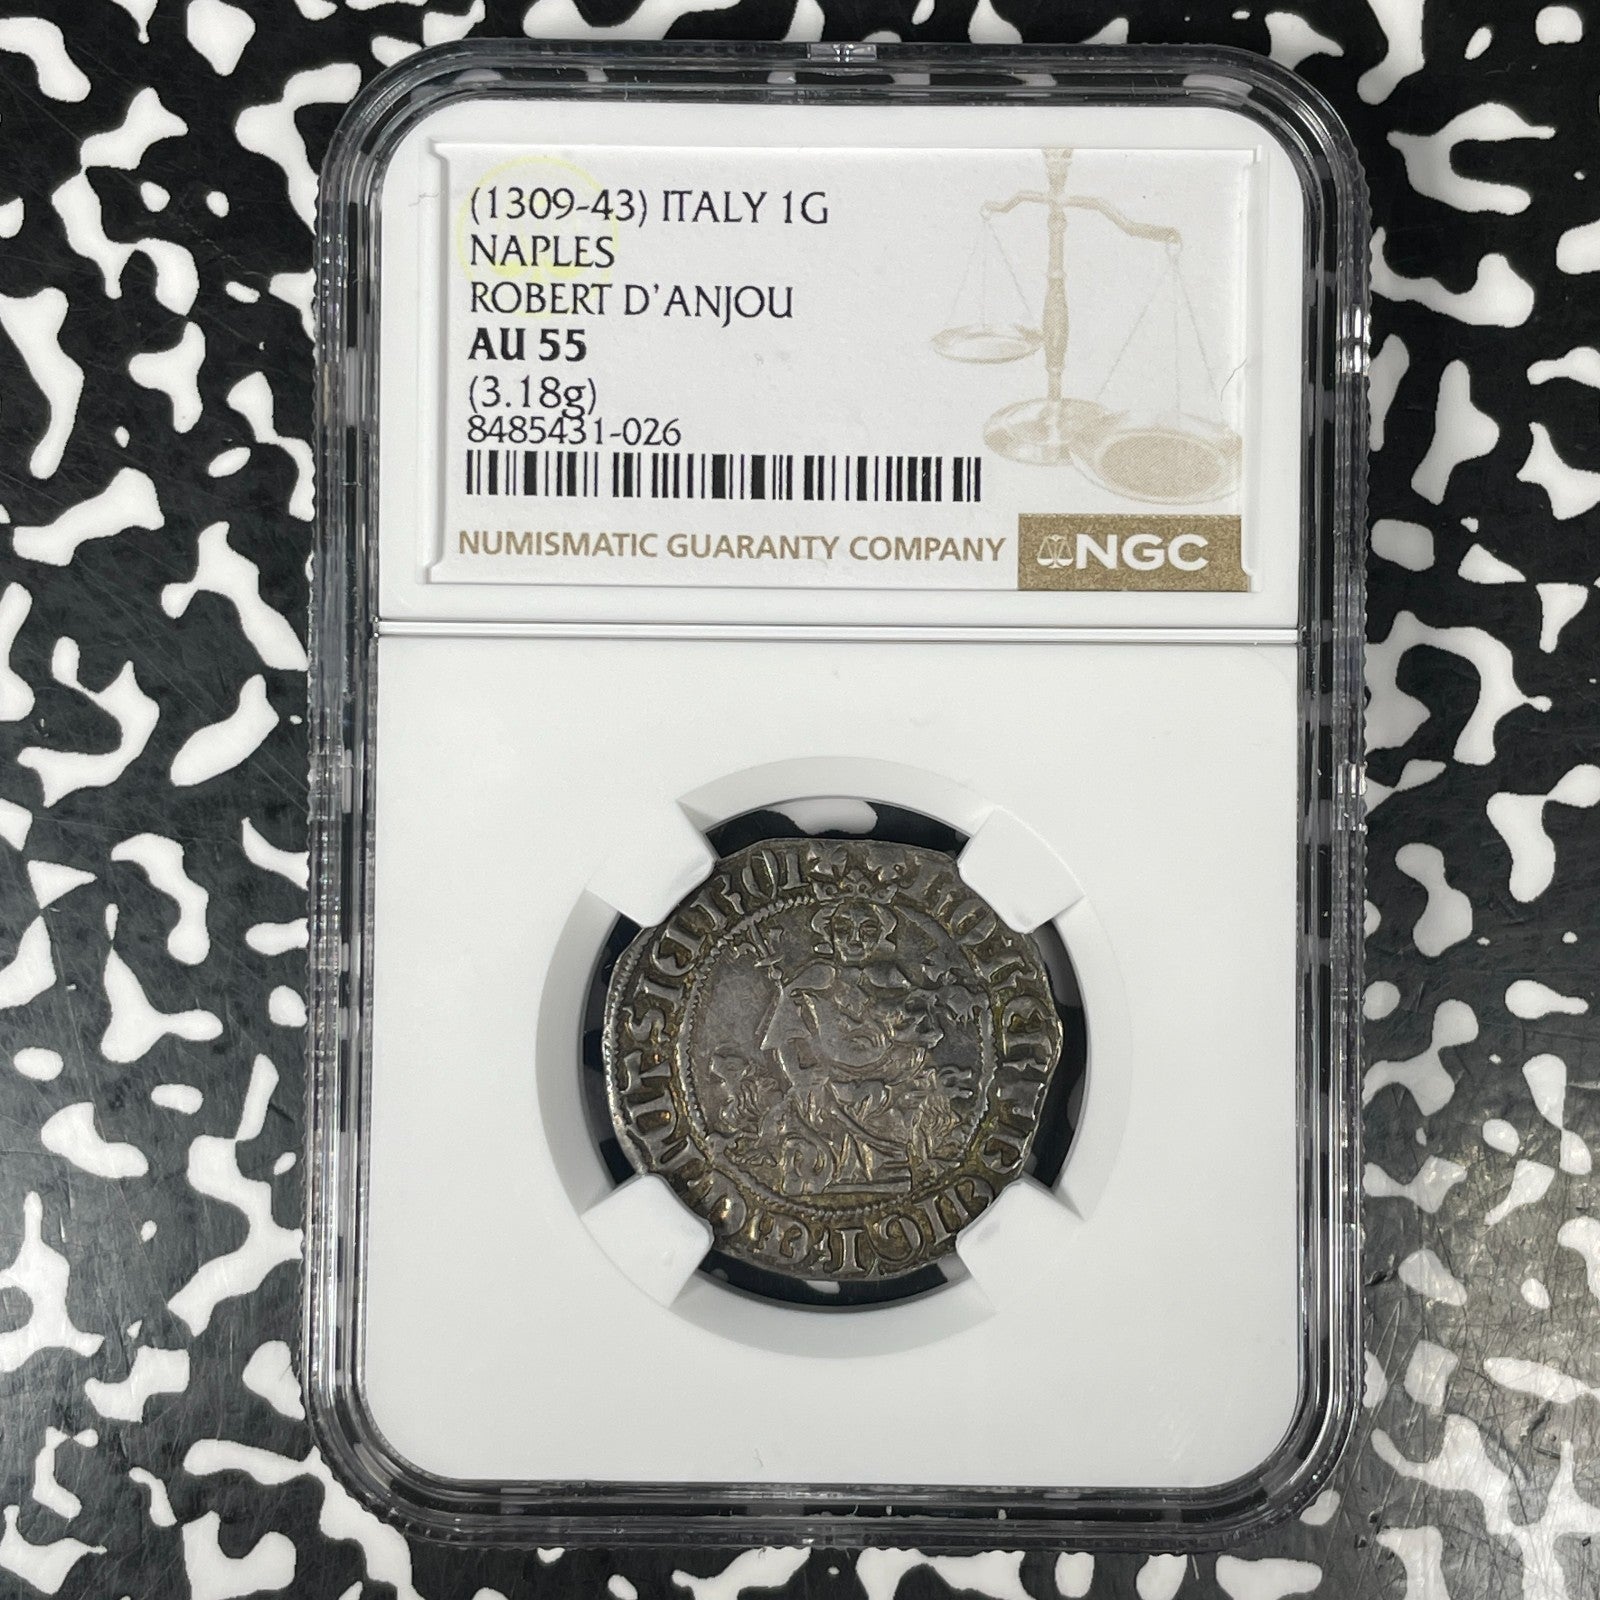 (1309-43) ITALY 1G
NAPLES
ROBERT D'ANJOU
AU 55
(3.18g)
8485431-026
NUMISMATIC GUARANTY COMPANY
NGC